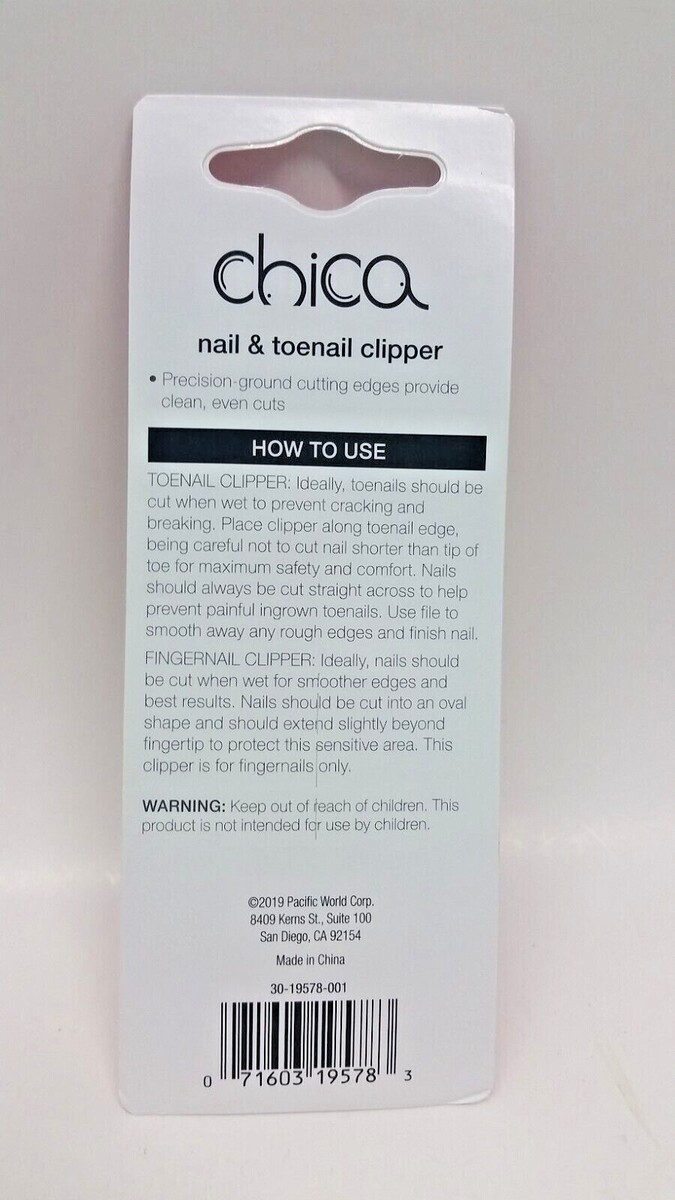 chica
nail & toenail clipper
• Precision-ground cutting edges provide
clean, even cuts
HOW TO USE
TOENAIL CLIPPER: Ideally, toenails should be
cut when wet to prevent cracking and
breaking. Place clipper along toenail edge,
being careful not to cut nail shorter than tip of
toe for maximum safety and comfort. Nails
should always be cut straight across to help
prevent painful ingrown toenails. Use file to
smooth away any rough edges and finish nail.
FINGERNAIL CLIPPER: Ideally, nails should
be cut when wet for smoother edges and
best results. Nails should be cut into an oval
shape and should extend slightly beyond
fingertip to protect this sensitive area. This
clipper is for fingernails only.
WARNING: Keep out of reach of children. This
product is not intended for use by children.
©2019 Pacific World Corp.
8409 Kerns St., Suite 100
San Diego, CA 92154
Made in China
30-19578-001
0 71603 19578 3